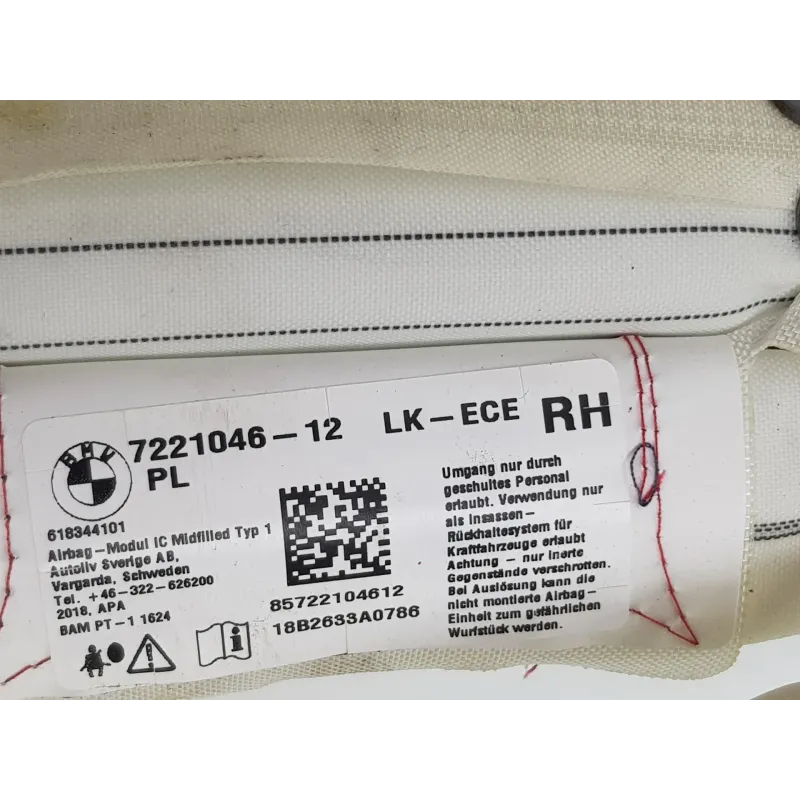 BMW
7221046-12 LK-ECE RH
PL
618344101
Airbag-Modul IC Midfilled Typ 1
Autoliv Sverige AB,
Vargarda, Schweden
Tel. +46-322-626200
2018, APA
BAM PT-1 1624
85722104612
18B2633A0786
Umgang nur durch
geschultes Personal
erlaubt. Verwendung nur
als Insassen-
Rückhaltesystem für
Kraftfahrzeuge erlaubt
Achtung - nur inerte
Gegenstände verschrotten.
Bei Auslösung kann die
nicht montierte Airbag-
Einheit zum gefährlichen
Wurfstück werden.